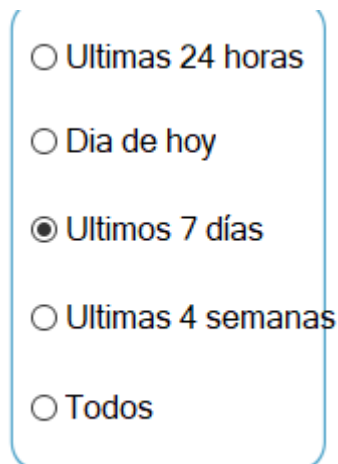 Ultimas 24 horas
Dia de hoy
Ultimos 7 días
Ultimas 4 semanas
Todos